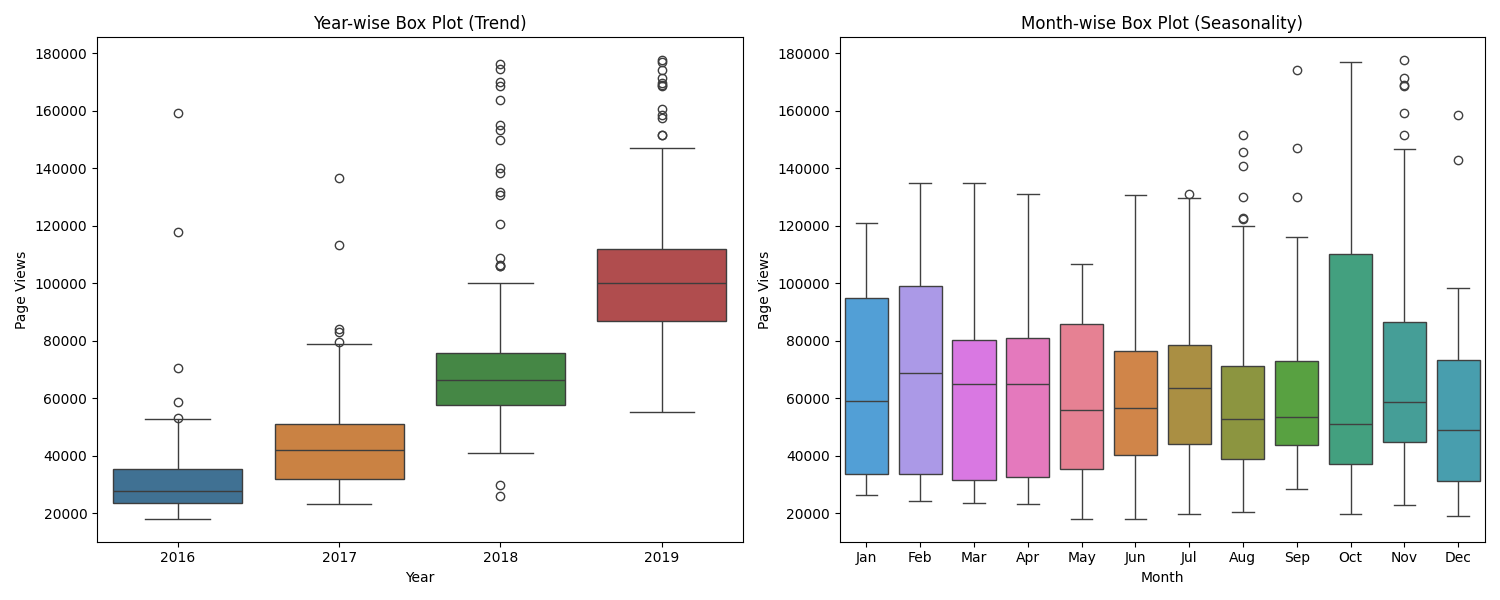 Year-wise Box Plot (Trend)
180000
160000
140000
120000
100000
80000
60000
40000
20000
Page Views
2016 2017 2018 2019
Year
Month-wise Box Plot (Seasonality)
180000
160000
140000
120000
100000
80000
60000
40000
20000
Page Views
Jan Feb Mar Apr May Jun Jul Aug Sep Oct Nov Dec
Month